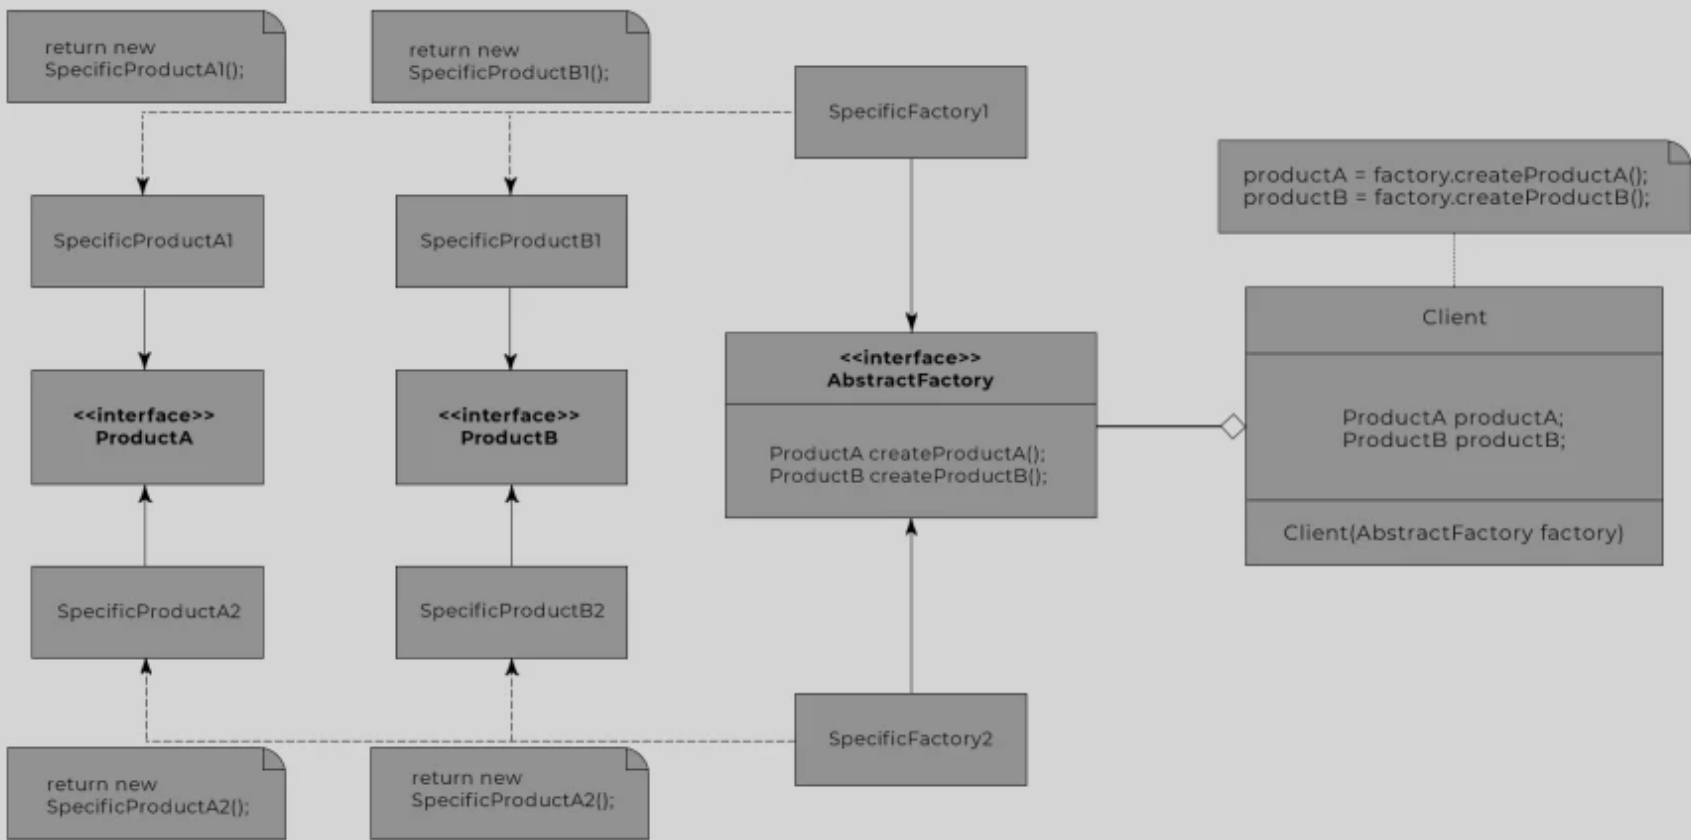 return new
SpecificProductA1();
return new
SpecificProductB1();
SpecificFactory1
productA = factory.createProductA();
productB = factory.createProductB();
SpecificProductA1
SpecificProductB1
Client
<<interface>>
AbstractFactory
<<interface>>
ProductA
<<interface>>
ProductB
ProductA createProductA();
ProductB createProductB();
ProductA productA;
ProductB productB;
Client(AbstractFactory factory)
SpecificProductA2
SpecificProductB2
SpecificFactory2
return new
SpecificProductA2();
return new
SpecificProductA2();